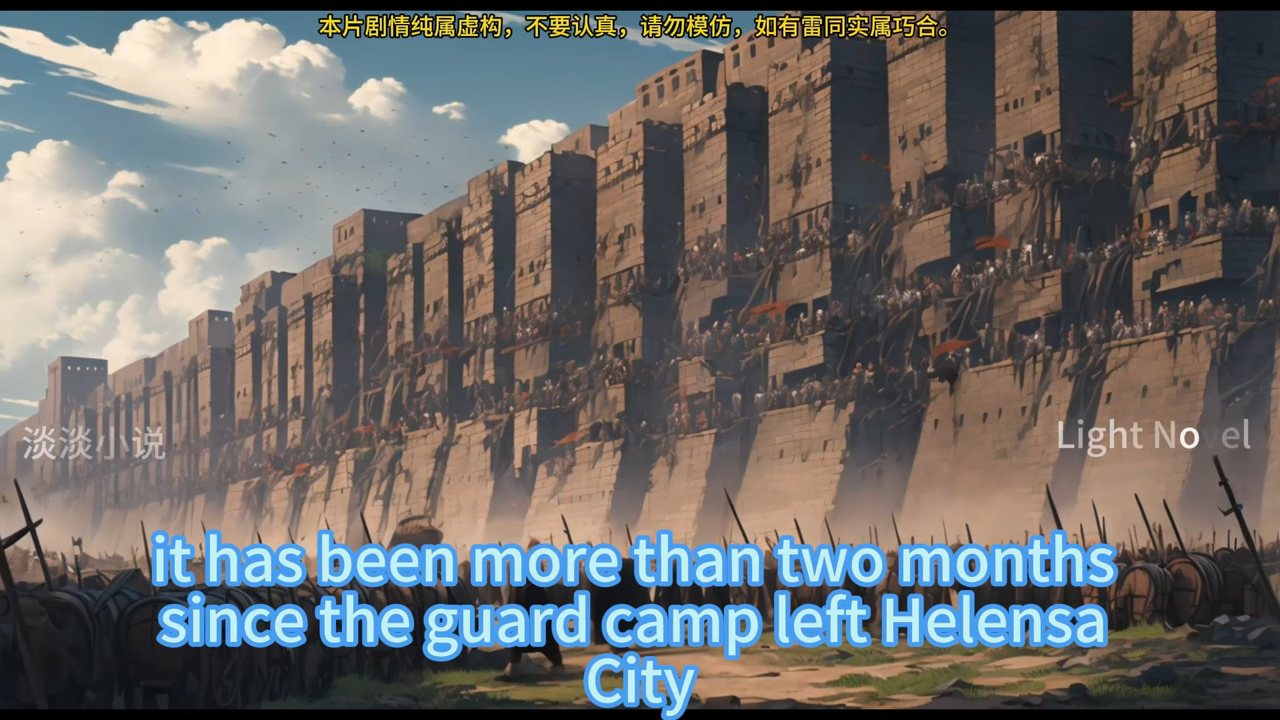 本片剧情纯属虚构，不要认真，请勿模仿，如有雷同实属巧合。
淡淡小说
Light Novel
it has been more than two months
since the guard camp left Helensa
City